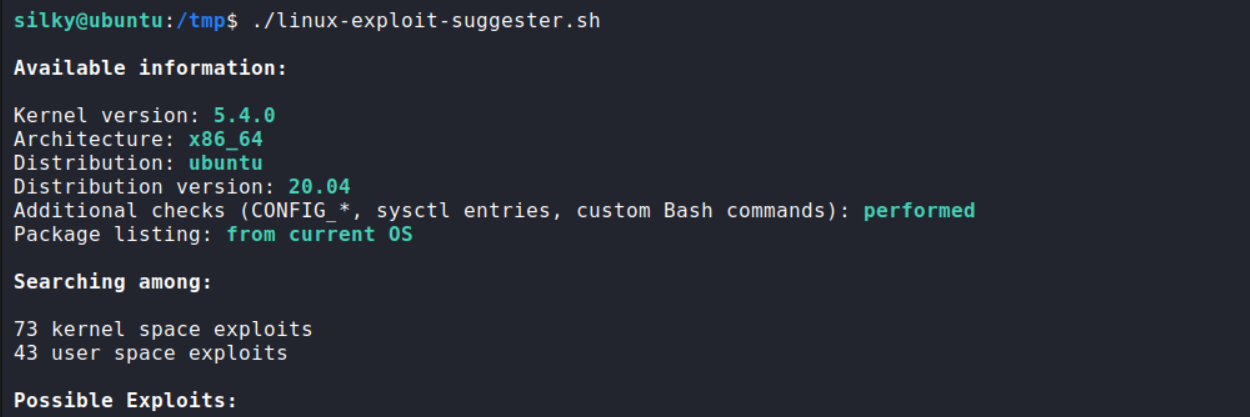 silky@ubuntu:/tmp$ ./linux-exploit-suggester.sh
Available information:
Kernel version: 5.4.0
Architecture: x86_64
Distribution: ubuntu
Distribution version: 20.04
Additional checks (CONFIG_*, sysctl entries, custom Bash commands): performed
Package listing: from current OS
Searching among:
73 kernel space exploits
43 user space exploits
Possible Exploits: